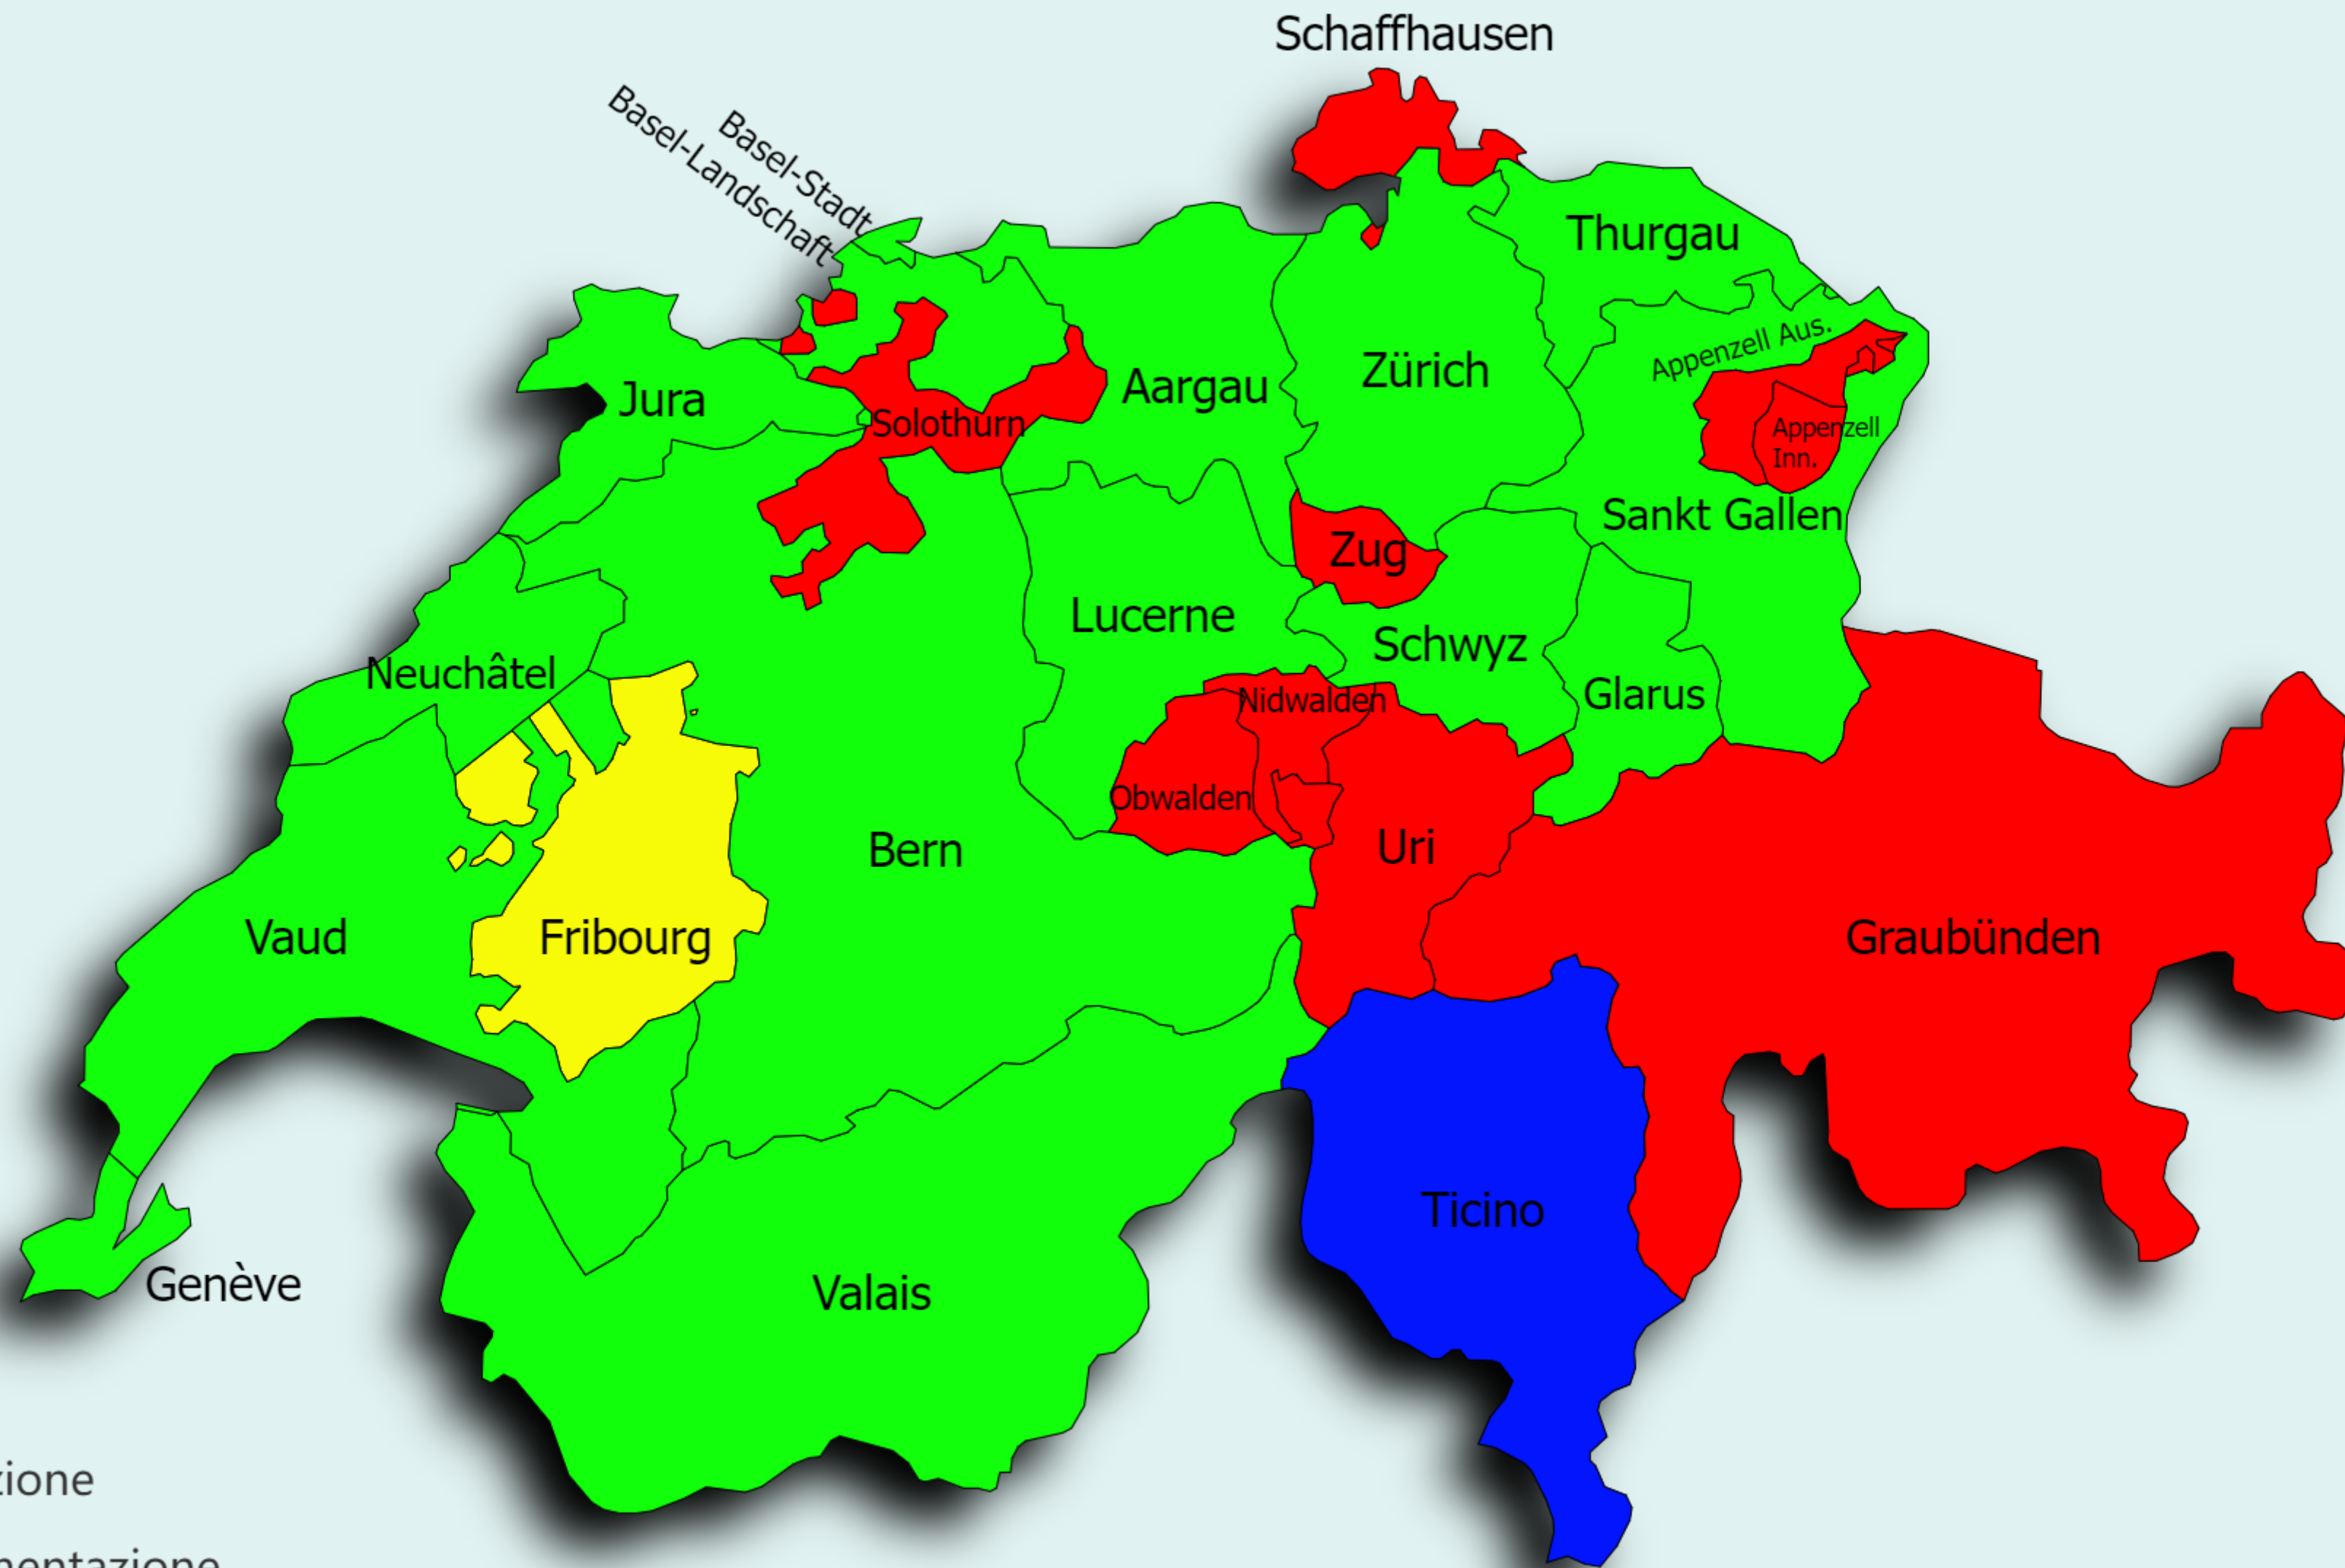 Schaffhausen
Basel-Stadt
Basel-Landschaft
Thurgau
Appenzell Aus.
Zürich
Aargau
Jura
Solothurn
Appenzell
Inn.
Sankt Gallen
Zug
Lucerne
Schwyz
Neuchâtel
Glarus
Nidwalden
Obwalden
Uri
Bern
Vaud
Fribourg
Graubünden
Ticino
Genève
Valais
zione